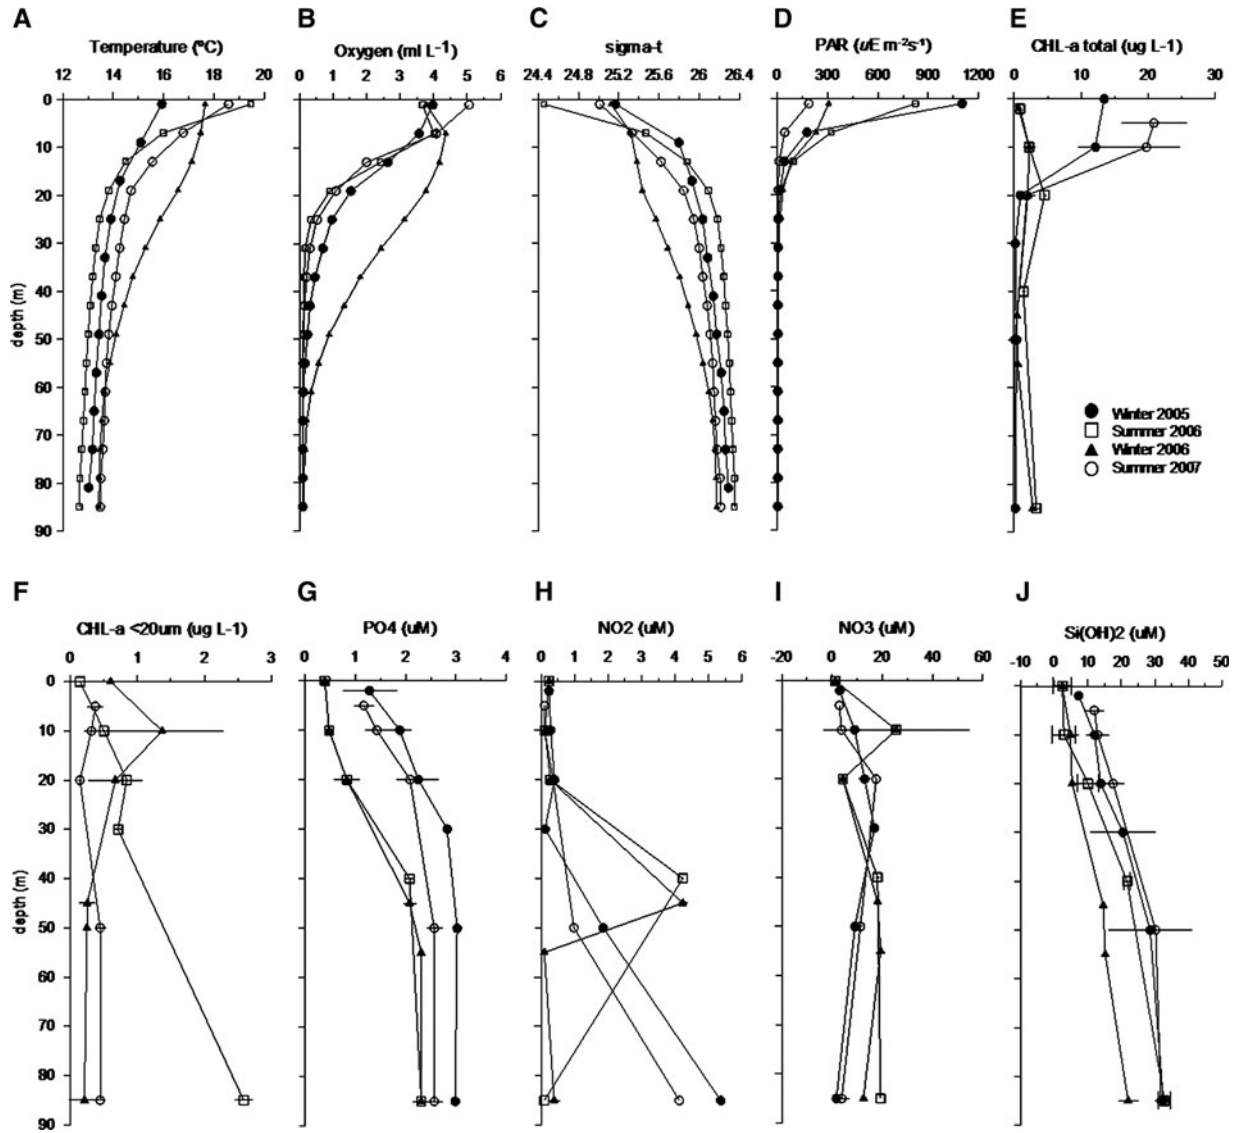 A
B
C
D
E
Temperature (ºC)
Oxygen (ml L-1)
sigma-t
PAR (uE m-2s-1)
CHL-a total (ug L-1)
12 14 16 18 20
0 1 2 3 4 5 6
24.4 24.8 25.2 25.6 26 26.4
0 300 600 900 1200
0 10 20 30
0
10
20
30
40
50
60
70
80
90
depth (m)
Winter 2005
Summer 2006
Winter 2006
Summer 2007
F
G
H
I
J
CHL-a <20um (ug L-1)
PO4 (uM)
NO2 (uM)
NO3 (uM)
Si(OH)2 (uM)
0 1 2 3
0 1 2 3 4
0 1 2 3 4 5 6
-20 0 20 40 60
-10 0 10 20 30 40 50
0
10
20
30
40
50
60
70
80
90
depth (m)